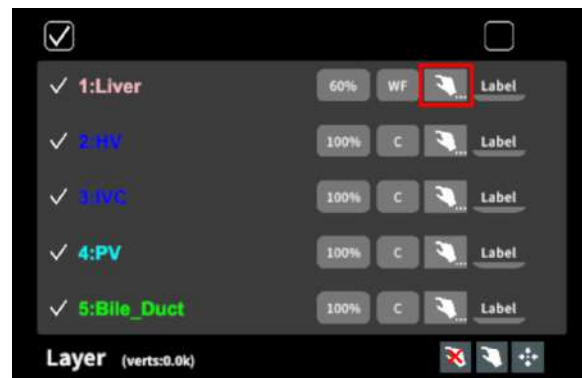 1:Liver 60% WF Label
2:HV 100% C Label
3:IVC 100% C Label
4:PV 100% C Label
5:Bile_Duct 100% C Label
Layer (verts:0.0k)